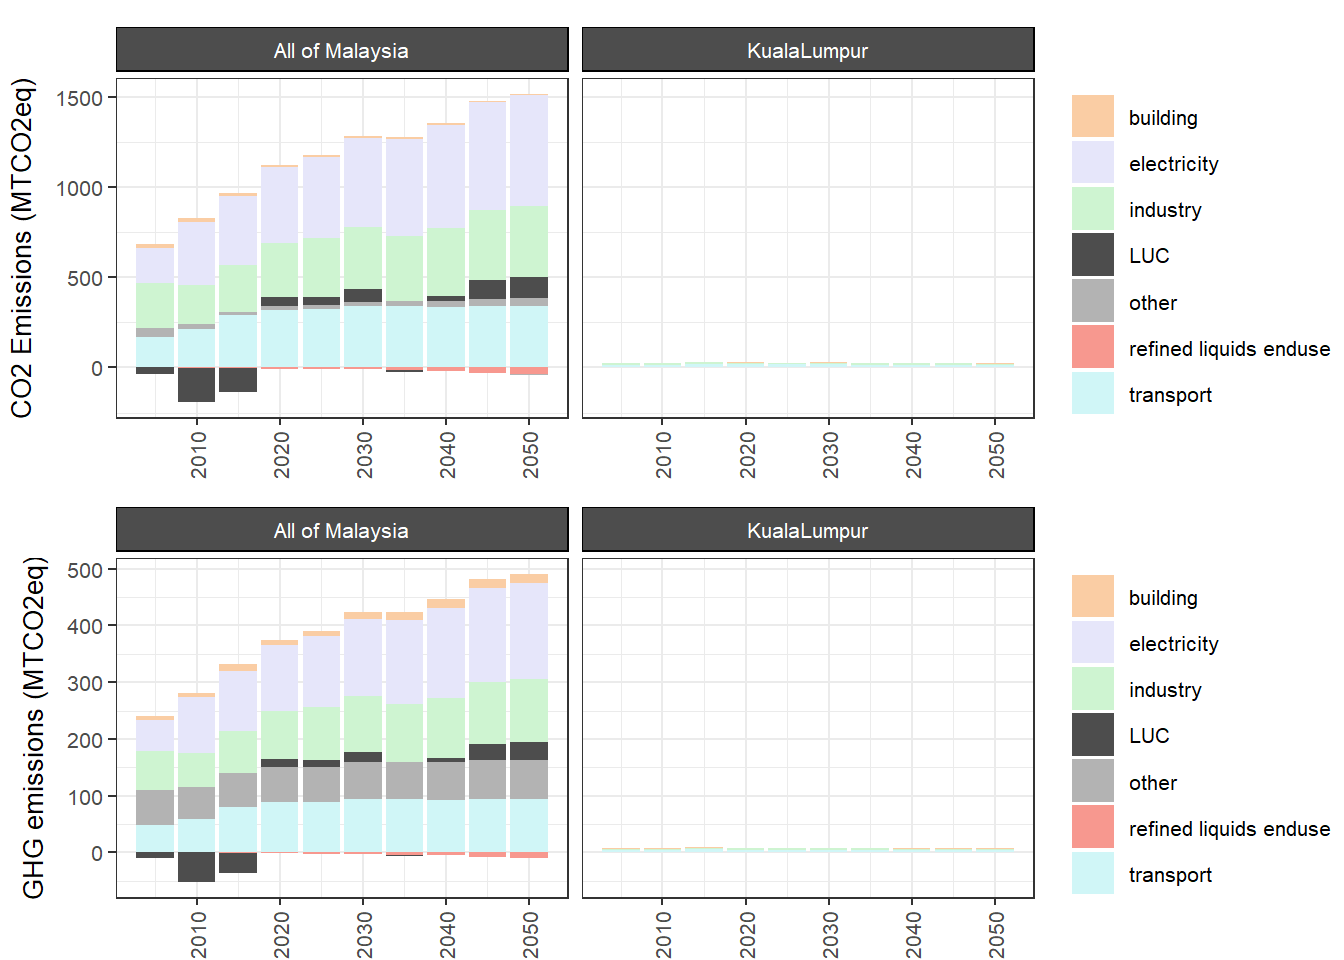 All of Malaysia
KualaLumpur
CO2 Emissions (MTCO2eq)
1500
1000
500
0
2010
2020
2030
2040
2050
2010
2020
2030
2040
2050
building
electricity
industry
LUC
other
refined liquids enduse
transport
All of Malaysia
KualaLumpur
GHG emissions (MTCO2eq)
500
400
300
200
100
0
2010
2020
2030
2040
2050
2010
2020
2030
2040
2050
building
electricity
industry
LUC
other
refined liquids enduse
transport